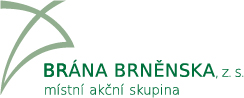 BRÁNA BRNĚNSKA, z. s.
místní akční skupina